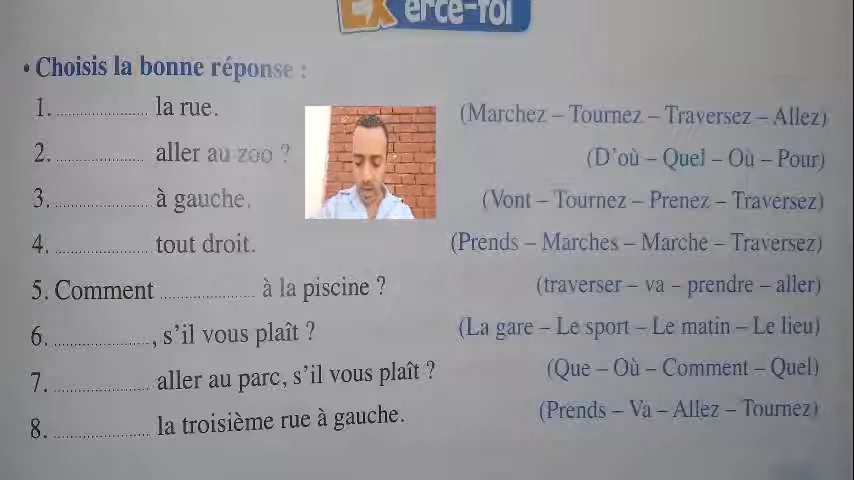 Exerce-toi
• Choisis la bonne réponse :
1. .................... la rue. (Marchez – Tournez – Traversez – Allez)
2. .................... aller au zoo ? (D'où – Quel – Où – Pour)
3. .................... à gauche. (Vont – Tournez – Prenez – Traversez)
4. .................... tout droit. (Prends – Marches – Marche – Traversez)
5. Comment .................... à la piscine ? (traverser – va – prendre – aller)
6. ...................., s'il vous plaît ? (La gare – Le sport – Le matin – Le lieu)
7. .................... aller au parc, s'il vous plaît ? (Que – Où – Comment – Quel)
8. .................... la troisième rue à gauche. (Prends – Va – Allez – Tournez)